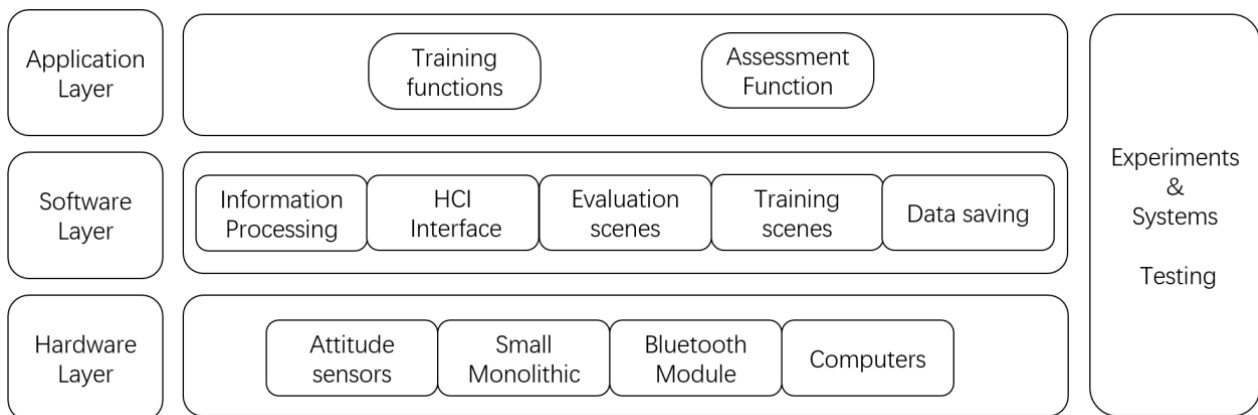 Application
Layer
Training
functions
Assessment
Function
Software
Layer
Information
Processing
HCI
Interface
Evaluation
scenes
Training
scenes
Data saving
Hardware
Layer
Attitude
sensors
Small
Monolithic
Bluetooth
Module
Computers
Experiments
&
Systems
Testing